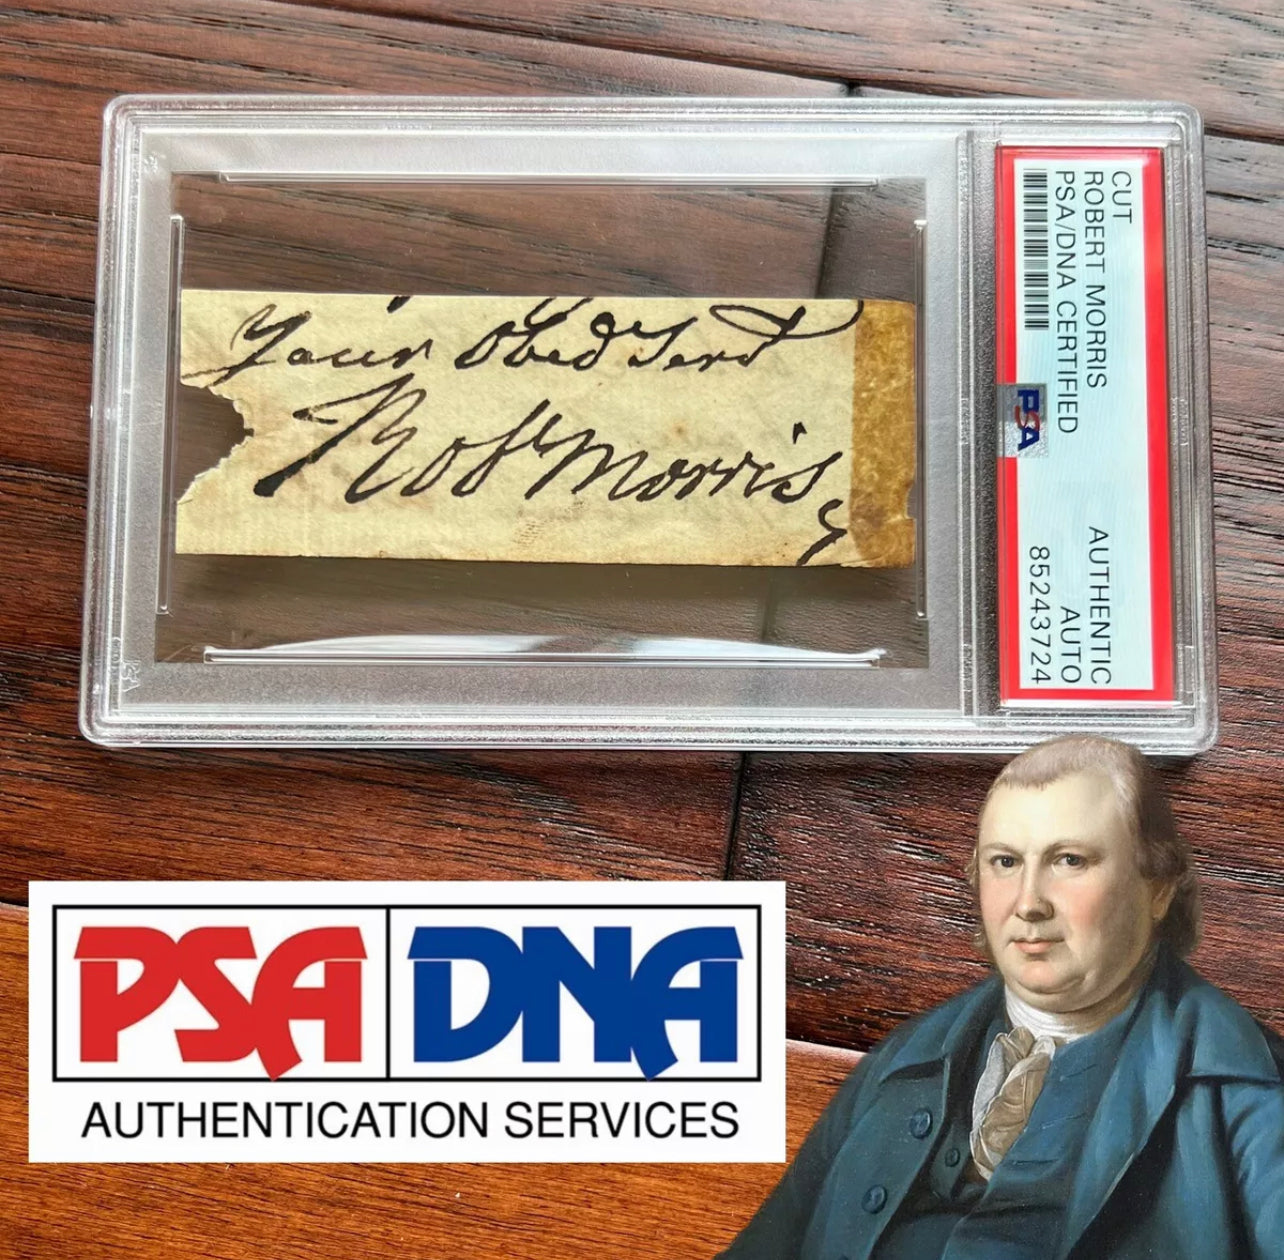 Your Obed Servt
Robt Morris
CUT
ROBERT MORRIS
PSA/DNA CERTIFIED
PSA
AUTHENTIC
AUTO
85243724
PSA DNA
AUTHENTICATION SERVICES